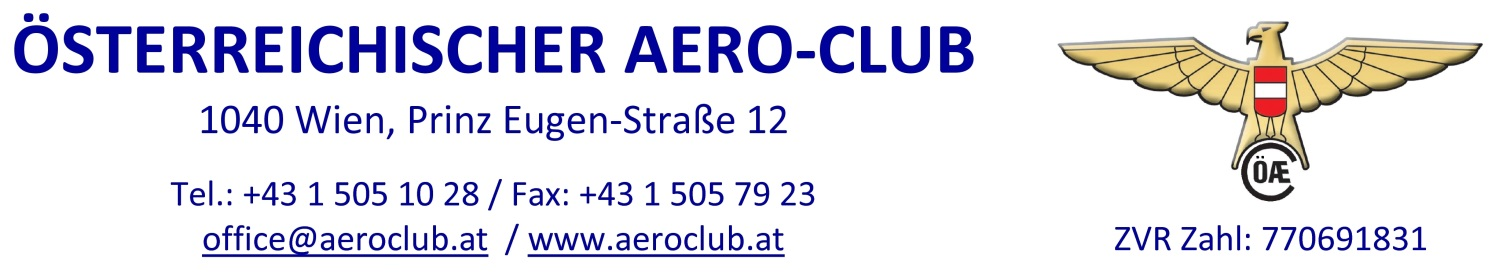 ÖSTERREICHISCHER AERO-CLUB
1040 Wien, Prinz Eugen-Straße 12
Tel.: +43 1 505 10 28 / Fax: +43 1 505 79 23
office@aeroclub.at / www.aeroclub.at
ÖÆC
ZVR Zahl: 770691831